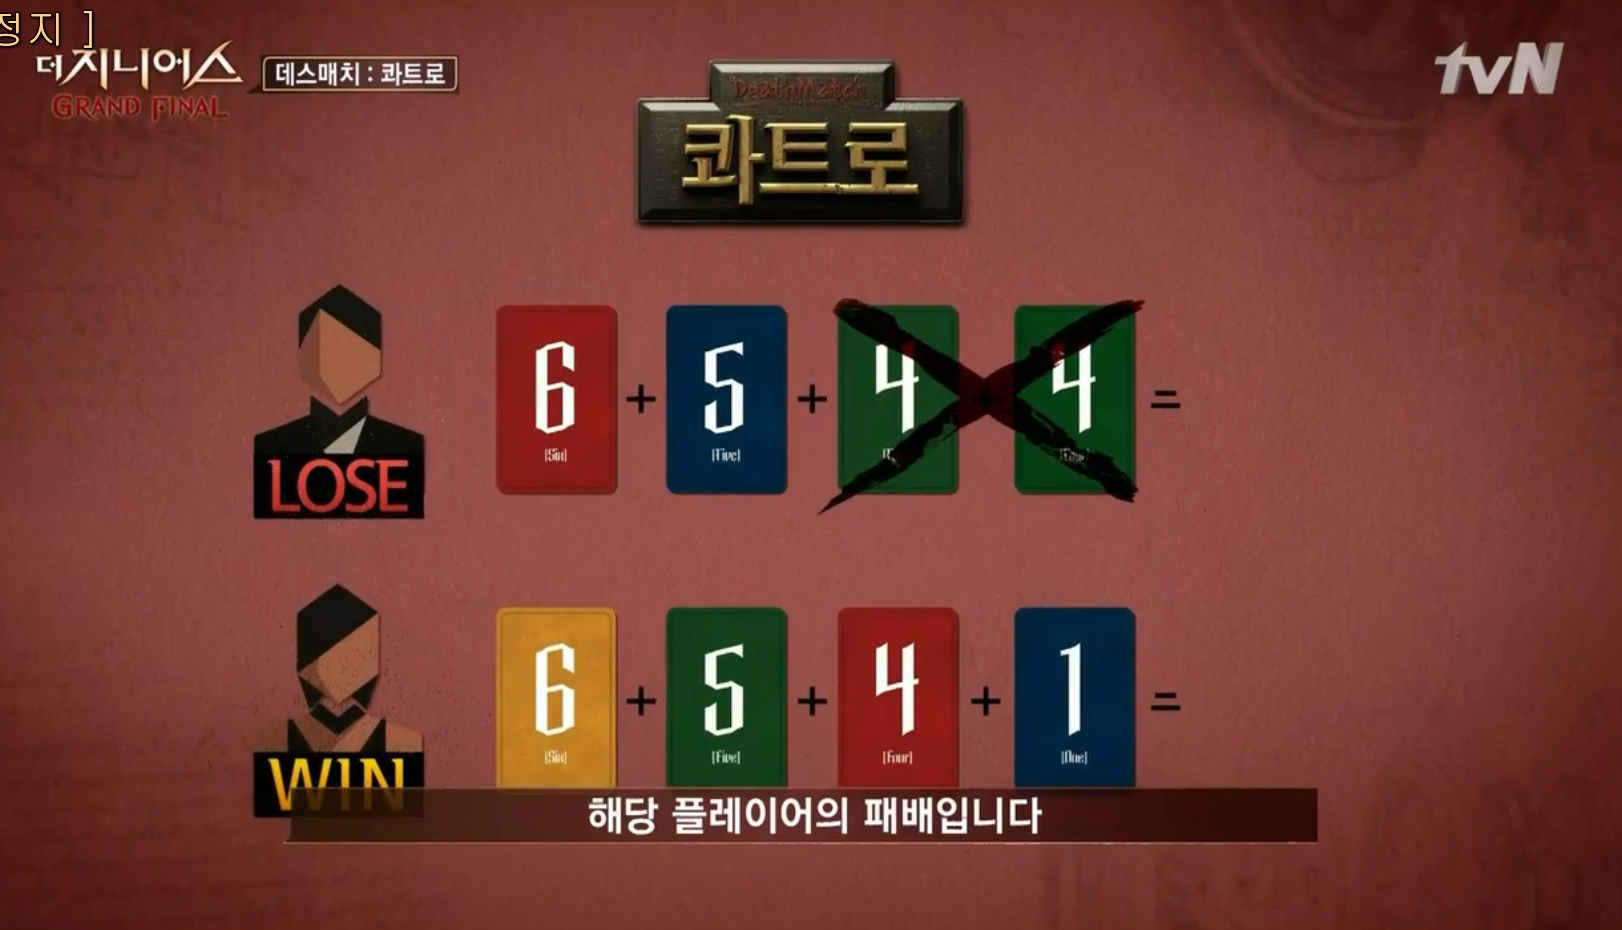 정지 ]
더 지니어스
GRAND FINAL
데스매치 : 콰트로
tvN
DeathMatch
콰트로
LOSE
6 + 5 + 4 + 4 =
[Six] [Five] [Four]
WIN
6 + 5 + 4 + 1 =
[Six] [Five] [Four] [One]
해당 플레이어의 패배입니다